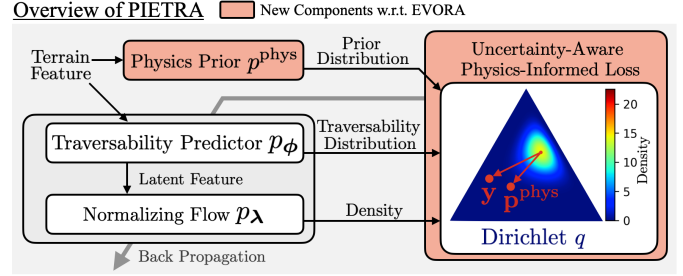 Overview of PIETRA
New Components w.r.t. EVORA
Terrain
Feature
Physics Prior p^phys
Prior
Distribution
Uncertainty-Aware
Physics-Informed Loss
Traversability Predictor p_ϕ
Traversability
Distribution
Latent Feature
Normalizing Flow p_λ
Density
Back Propagation
20
15
10
5
0
Density
y
p^phys
Dirichlet q